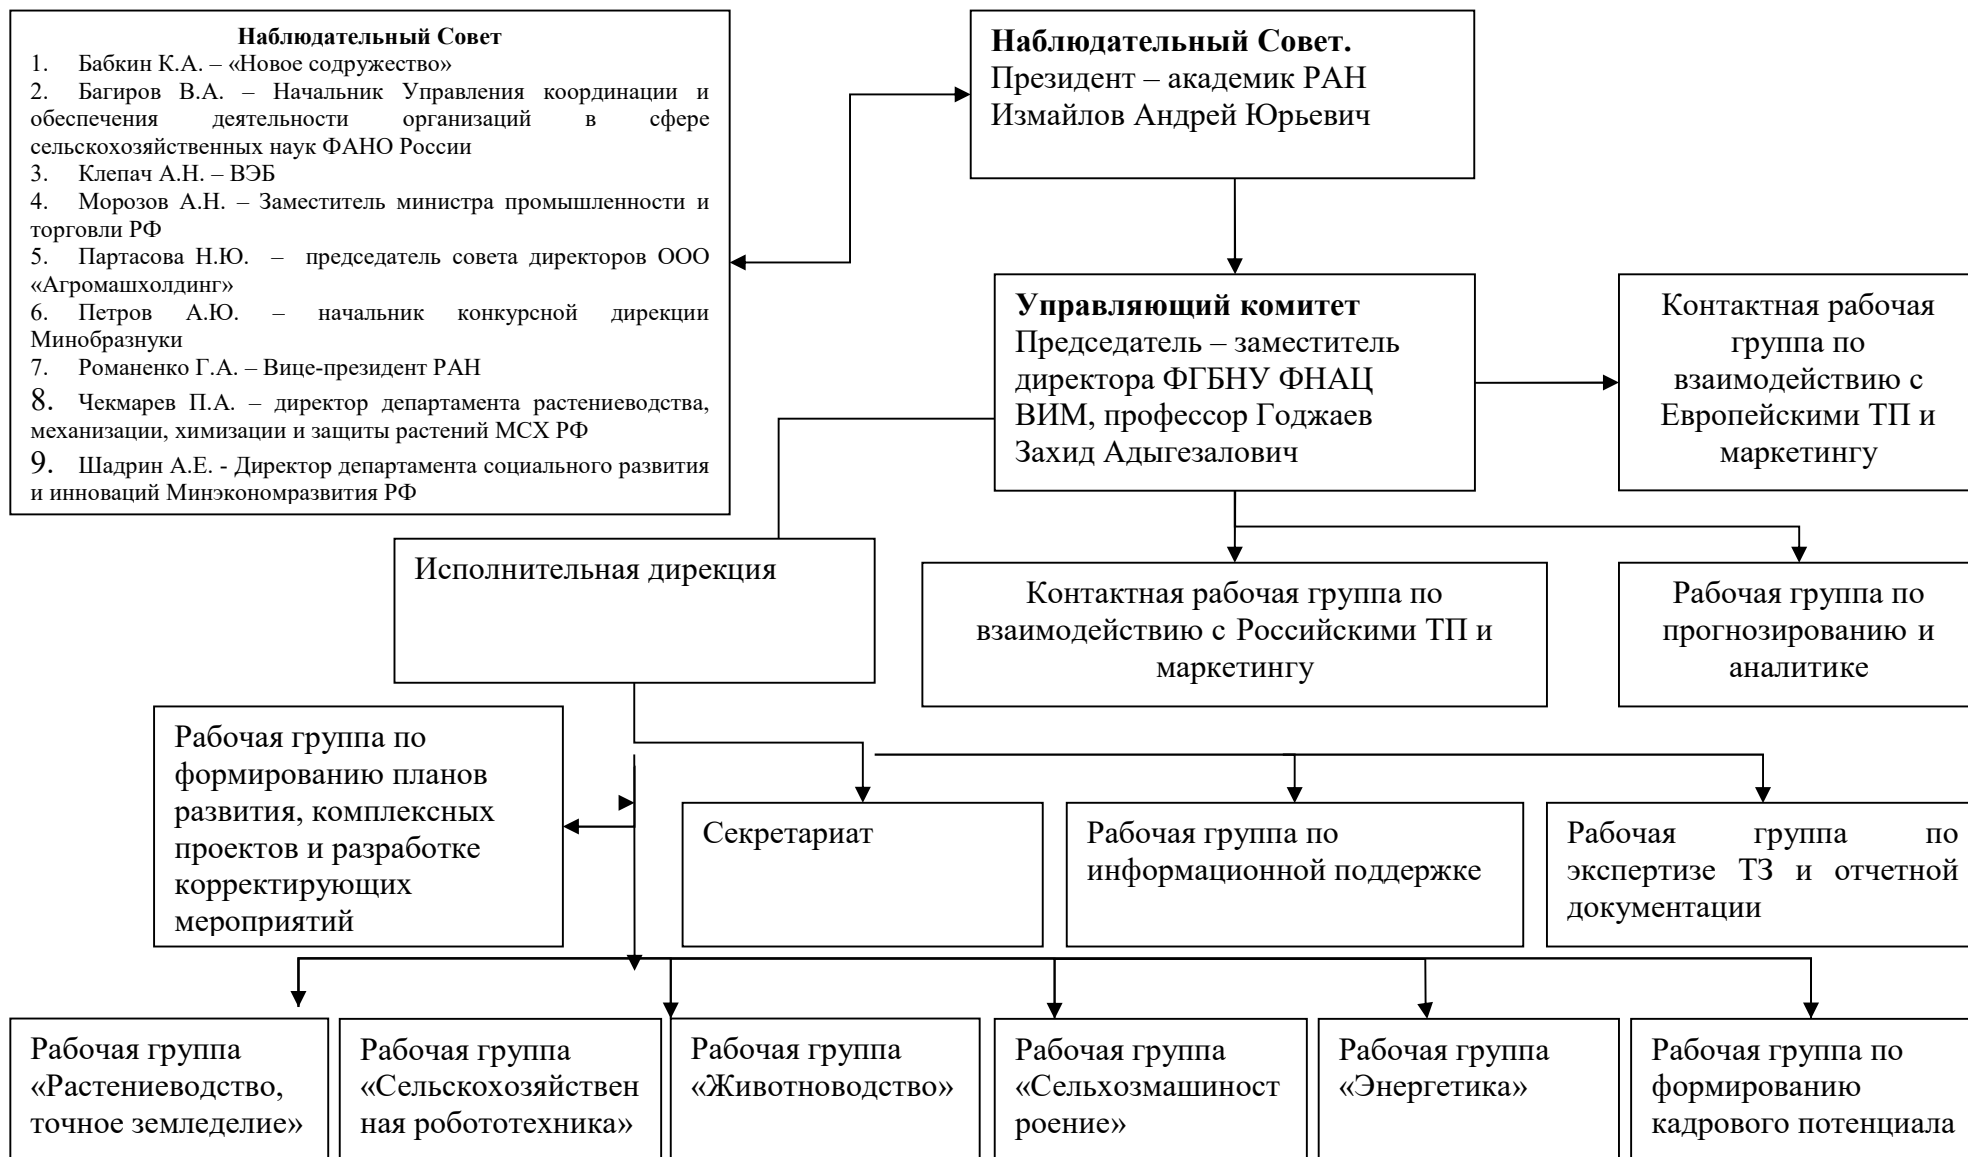 Наблюдательный Совет
1. Бабкин К.А. – «Новое содружество»
2. Багиров В.А. – Начальник Управления координации и
обеспечения деятельности организаций в сфере
сельскохозяйственных наук ФАНО России
3. Клепач А.Н. – ВЭБ
4. Морозов А.Н. – Заместитель министра промышленности и
торговли РФ
5. Партасова Н.Ю. – председатель совета директоров ООО
«Агромашхолдинг»
6. Петров А.Ю. – начальник конкурсной дирекции
Минобразнуки
7. Романенко Г.А. – Вице-президент РАН
8. Чекмарев П.А. – директор департамента растениеводства,
механизации, химизации и защиты растений МСХ РФ
9. Шадрин А.Е. - Директор департамента социального развития
и инноваций Минэкономразвития РФ
Наблюдательный Совет.
Президент – академик РАН
Измайлов Андрей Юрьевич
Управляющий комитет
Председатель – заместитель
директора ФГБНУ ФНАЦ
ВИМ, профессор Годжаев
Захид Адыгезалович
Контактная рабочая
группа по
взаимодействию с
Европейскими ТП и
маркетингу
Исполнительная дирекция
Контактная рабочая группа по
взаимодействию с Российскими ТП и
маркетингу
Рабочая группа по
прогнозированию и
аналитике
Рабочая группа по
формированию планов
развития, комплексных
проектов и разработке
корректирующих
мероприятий
Секретариат
Рабочая группа по
информационной поддержке
Рабочая группа по
экспертизе ТЗ и отчетной
документации
Рабочая группа
«Растениеводство,
точное земледелие»
Рабочая группа
«Сельскохозяйствен
ная робототехника»
Рабочая группа
«Животноводство»
Рабочая группа
«Сельхозмашиност
роение»
Рабочая группа
«Энергетика»
Рабочая группа по
формированию
кадрового потенциала